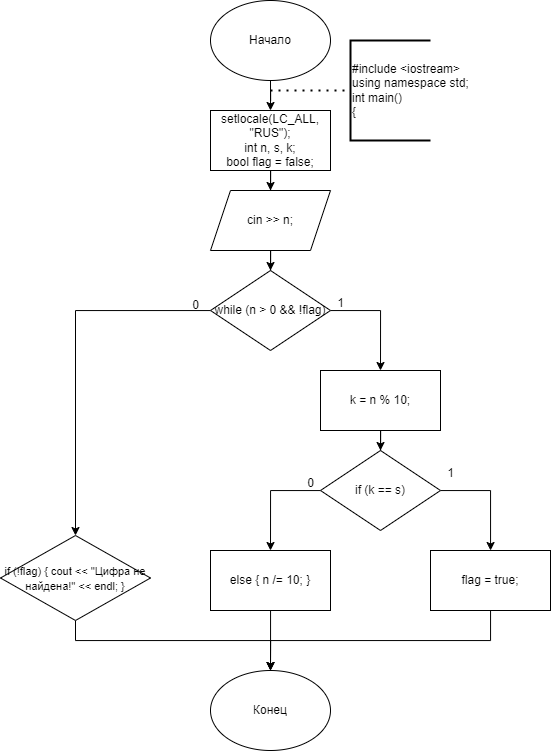 Начало
#include <iostream>
using namespace std;
int main()
{
setlocale(LC_ALL,
"RUS");
int n, s, k;
bool flag = false;
cin >> n;
0
while (n > 0 && !flag)
1
k = n % 10;
0
if (k == s)
1
if (!flag) { cout << "Цифра не
найдена!" << endl; }
else { n /= 10; }
flag = true;
Конец